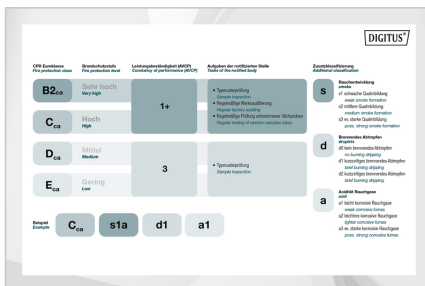 DIGITUS®
CPR Euroklasse
Fire protection class
Brandschutzstufe
Fire protection level
Leistungsbeständigkeit (AVCP)
Constancy of performance (AVCP)
Aufgaben der notifizierten Stelle
Tasks of the notified body
Zusatzklassifizierung
Additional classification
B2ca
Sehr hoch
Very high
Cca
Hoch
High
1+
• Typmusterprüfung
Sample inspection
• Regelmäßige Werksauditierung
Regular factory auditing
• Regelmäßige Prüfung entnommener Stichproben
Regular testing of random samples taken
Dca
Mittel
Medium
Eca
Gering
Low
3
• Typmusterprüfung
Sample inspection
s
Rauchentwicklung
smoke
s1 schwache Qualmbildung
weak smoke formation
s2 mittlere Qualmbildung
medium smoke formation
s3 ev. starke Qualmbildung
poss. strong smoke formation
d
Brennendes Abtropfen
droplets
d0 kein brennendes Abtropfen
no burning dripping
d1 kurzzeitiges brennendes Abtropfen
brief burning dripping
d2 kurzzeitiges brennendes Abtropfen
brief burning dripping
a
Acidität Rauchgase
acid
a1 leicht korrosive Rauchgase
weak corrosive fumes
a2 leichtere korrosive Rauchgase
lighter corrosive fumes
a3 ev. starke korrosive Rauchgase
poss. strong corrosive fumes
Beispiel
Example
Cca
s1a
d1
a1